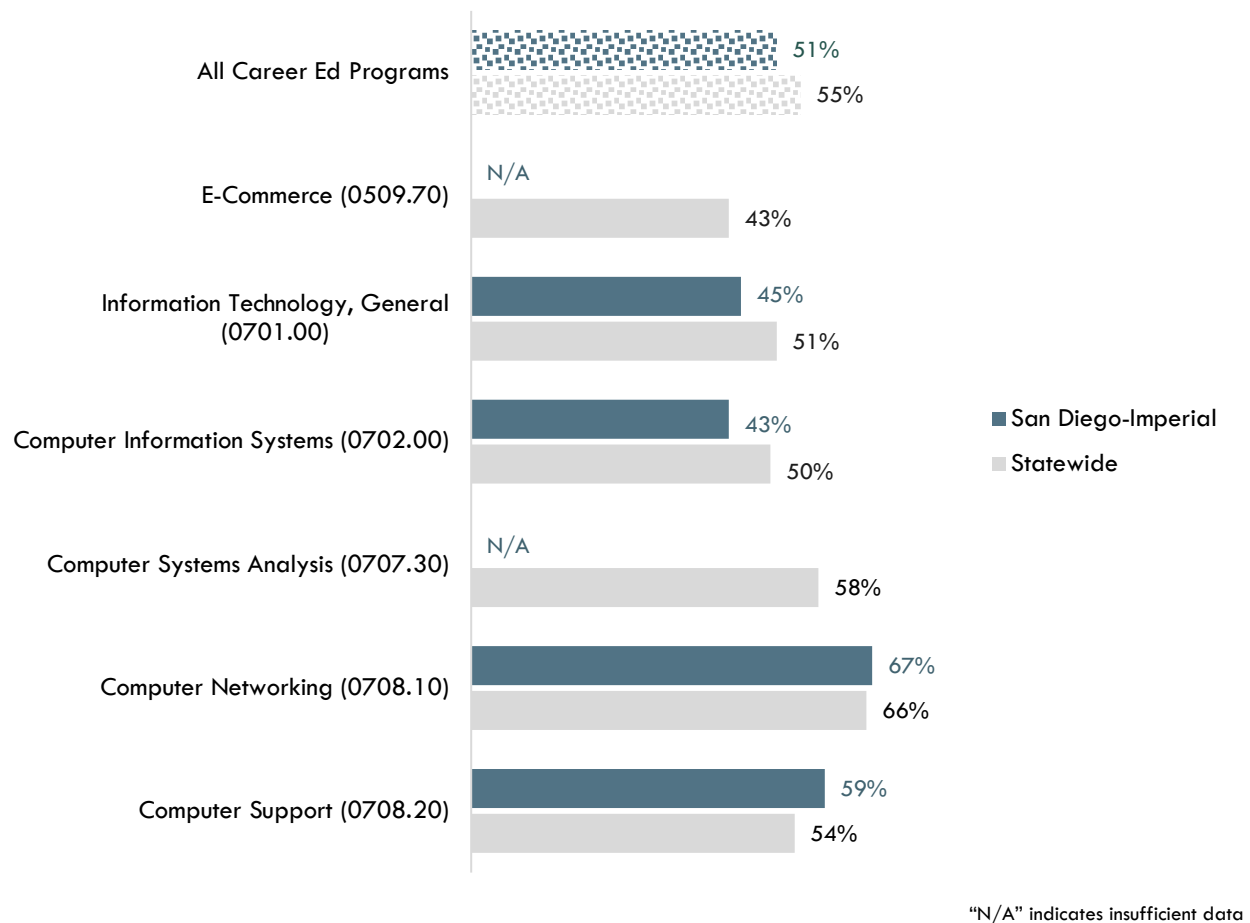 All Career Ed Programs
51%
55%
E-Commerce (0509.70)
N/A
43%
Information Technology, General
(0701.00)
45%
51%
Computer Information Systems (0702.00)
43%
50%
Computer Systems Analysis (0707.30)
N/A
58%
Computer Networking (0708.10)
67%
66%
Computer Support (0708.20)
59%
54%
San Diego-Imperial
Statewide
“N/A” indicates insufficient data